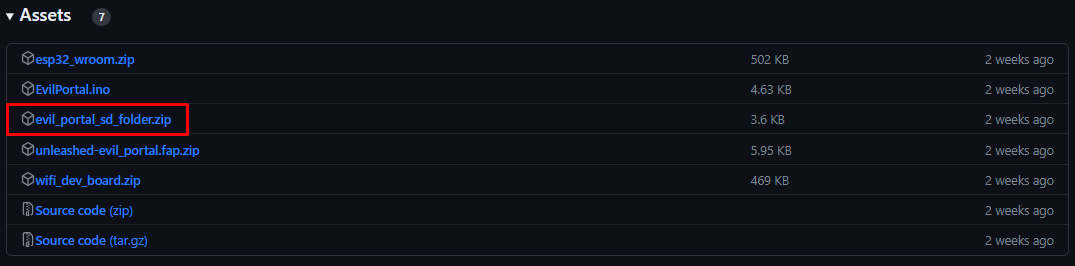 Assets 7
esp32_wroom.zip 502 KB 2 weeks ago
EvilPortal.ino 4.63 KB 2 weeks ago
evil_portal_sd_folder.zip 3.6 KB 2 weeks ago
unleashed-evil_portal.fap.zip 5.95 KB 2 weeks ago
wifi_dev_board.zip 469 KB 2 weeks ago
Source code (zip) 2 weeks ago
Source code (tar.gz) 2 weeks ago